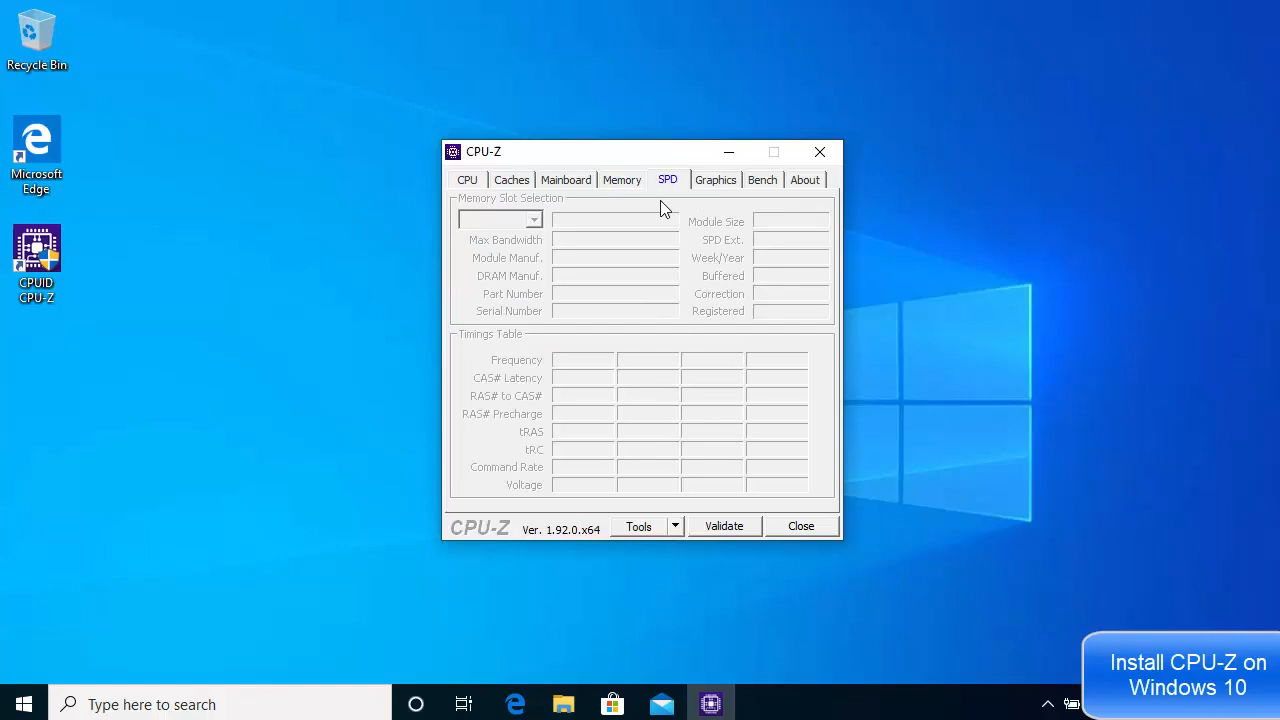 Recycle Bin
Microsoft
Edge
CPUID
CPU-Z
CPU-Z
CPU Caches Mainboard Memory SPD Graphics Bench About
Memory Slot Selection
Module Size
Max Bandwidth SPD Ext.
Module Manuf. Week/Year
DRAM Manuf. Buffered
Part Number Correction
Serial Number Registered
Timings Table
Frequency
CAS# Latency
RAS# to CAS#
RAS# Precharge
tRAS
tRC
Command Rate
Voltage
CPU-Z Ver. 1.92.0.x64 Tools Validate Close
Install CPU-Z on
Windows 10
Type here to search